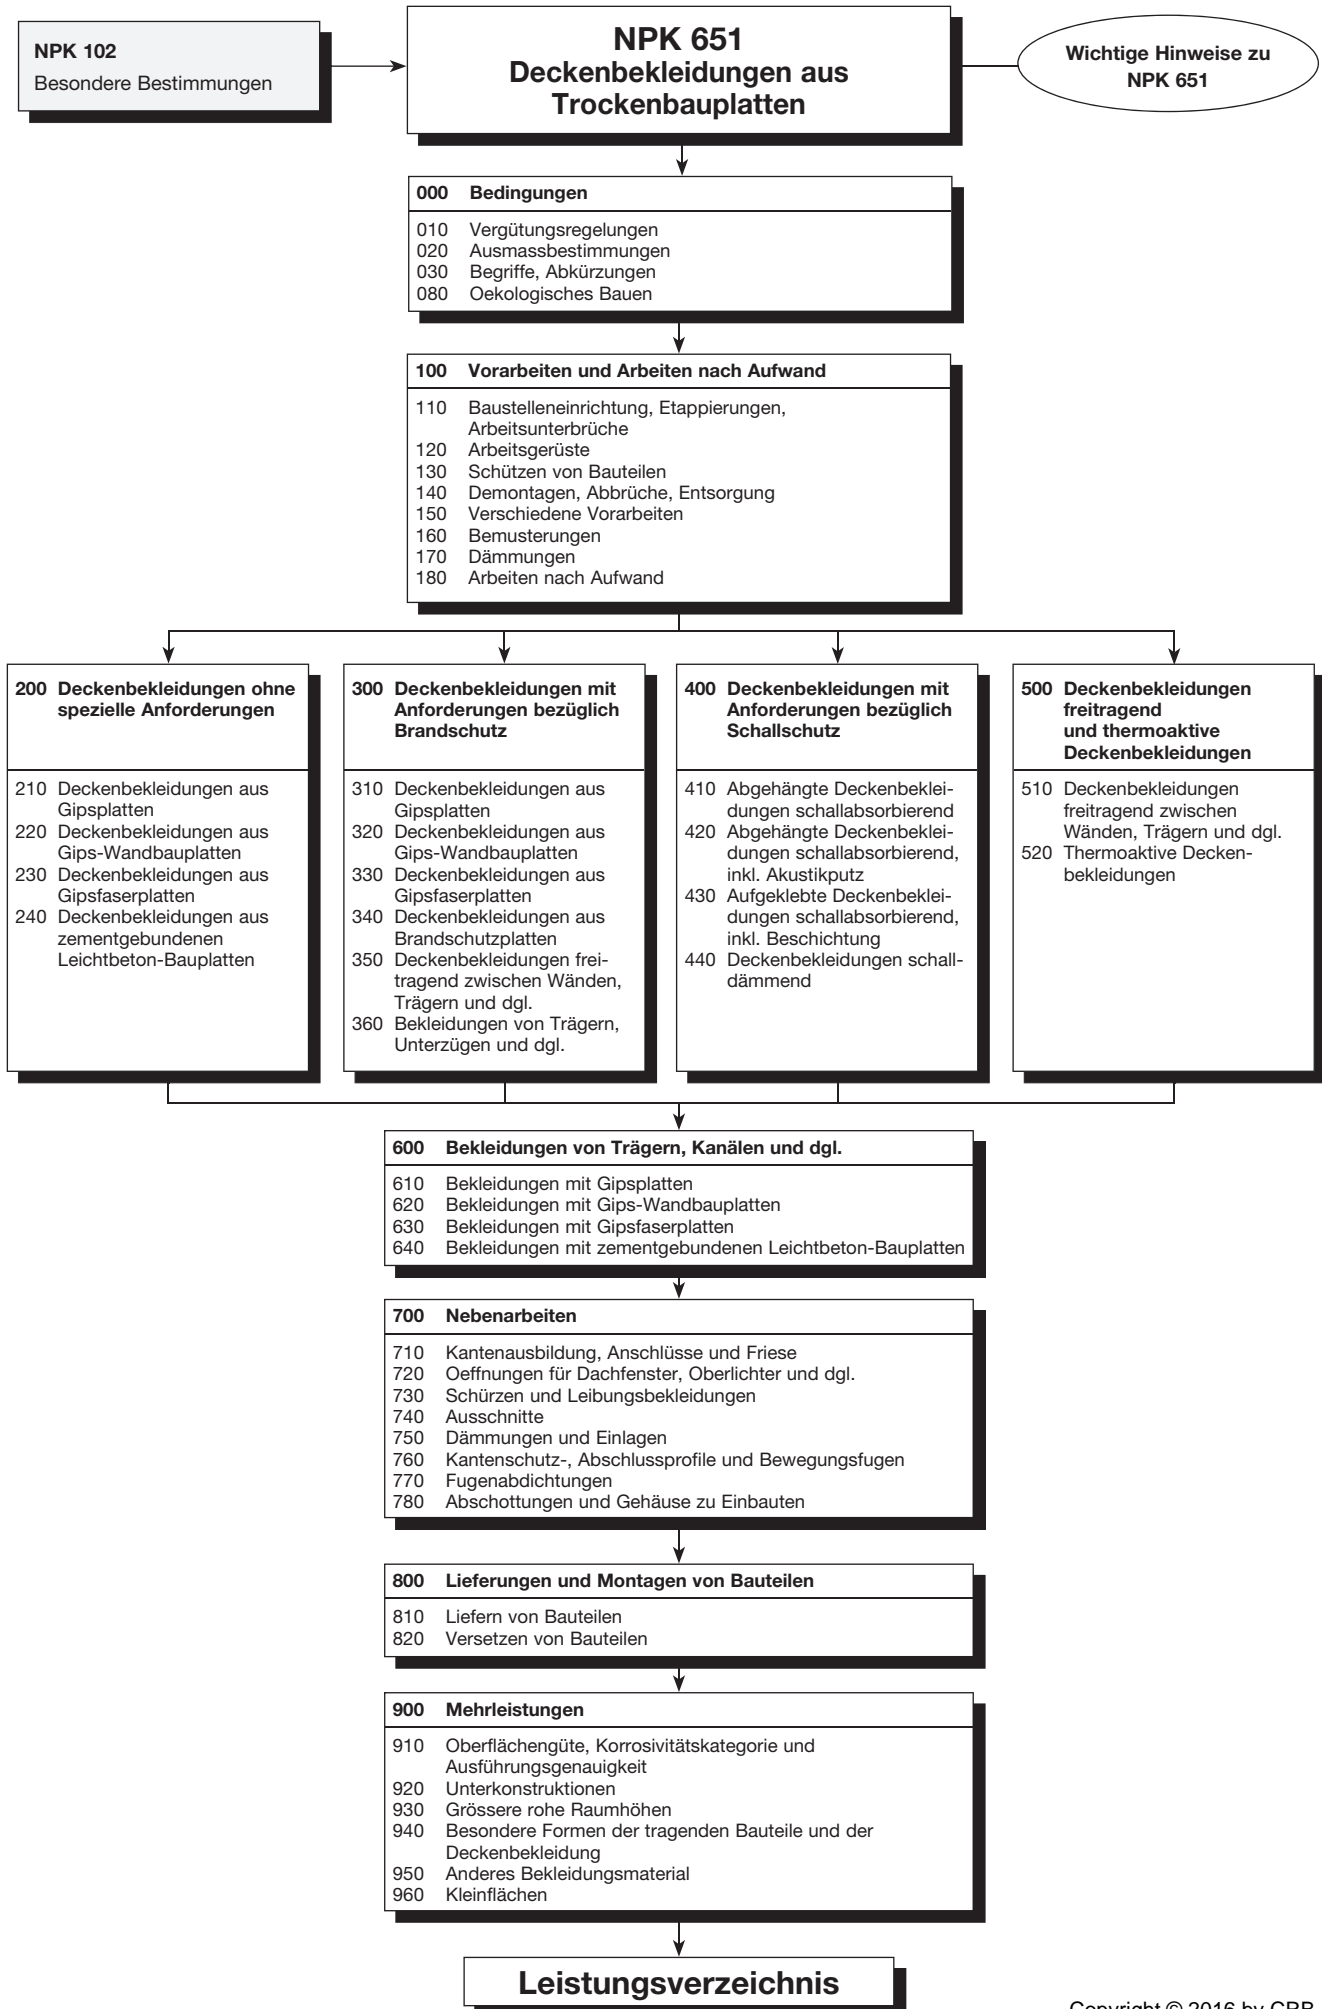 NPK 102
Besondere Bestimmungen
NPK 651
Deckenbekleidungen aus
Trockenbauplatten
Wichtige Hinweise zu
NPK 651
000 Bedingungen
010 Vergütungsregelungen
020 Ausmassbestimmungen
030 Begriffe, Abkürzungen
080 Oekologisches Bauen
100 Vorarbeiten und Arbeiten nach Aufwand
110 Baustelleneinrichtung, Etappierungen,
Arbeitsunterbrüche
120 Arbeitsgerüste
130 Schützen von Bauteilen
140 Demontagen, Abbrüche, Entsorgung
150 Verschiedene Vorarbeiten
160 Bemusterungen
170 Dämmungen
180 Arbeiten nach Aufwand
200 Deckenbekleidungen ohne
spezielle Anforderungen
210 Deckenbekleidungen aus
Gipsplatten
220 Deckenbekleidungen aus
Gips-Wandbauplatten
230 Deckenbekleidungen aus
Gipsfaserplatten
240 Deckenbekleidungen aus
zementgebundenen
Leichtbeton-Bauplatten
300 Deckenbekleidungen mit
Anforderungen bezüglich
Brandschutz
310 Deckenbekleidungen aus
Gipsplatten
320 Deckenbekleidungen aus
Gips-Wandbauplatten
330 Deckenbekleidungen aus
Gipsfaserplatten
340 Deckenbekleidungen aus
Brandschutzplatten
350 Deckenbekleidungen frei-
tragend zwischen Wänden,
Trägern und dgl.
360 Bekleidungen von Trägern,
Unterzügen und dgl.
400 Deckenbekleidungen mit
Anforderungen bezüglich
Schallschutz
410 Abgehängte Deckenbeklei-
dungen schallabsorbierend
420 Abgehängte Deckenbeklei-
dungen schallabsorbierend,
inkl. Akustikputz
430 Aufgeklebte Deckenbeklei-
dungen schallabsorbierend,
inkl. Beschichtung
440 Deckenbekleidungen schall-
dämmend
500 Deckenbekleidungen
freitragend
und thermoaktive
Deckenbekleidungen
510 Deckenbekleidungen
freitragend zwischen
Wänden, Trägern und dgl.
520 Thermoaktive Decken-
bekleidungen
600 Bekleidungen von Trägern, Kanälen und dgl.
610 Bekleidungen mit Gipsplatten
620 Bekleidungen mit Gips-Wandbauplatten
630 Bekleidungen mit Gipsfaserplatten
640 Bekleidungen mit zementgebundenen Leichtbeton-Bauplatten
700 Nebenarbeiten
710 Kantenausbildung, Anschlüsse und Friese
720 Oeffnungen für Dachfenster, Oberlichter und dgl.
730 Schürzen und Leibungsbekleidungen
740 Ausschnitte
750 Dämmungen und Einlagen
760 Kantenschutz-, Abschlussprofile und Bewegungsfugen
770 Fugenabdichtungen
780 Abschottungen und Gehäuse zu Einbauten
800 Lieferungen und Montagen von Bauteilen
810 Liefern von Bauteilen
820 Versetzen von Bauteilen
900 Mehrleistungen
910 Oberflächengüte, Korrosivitätskategorie und
Ausführungsgenauigkeit
920 Unterkonstruktionen
930 Grössere rohe Raumhöhen
940 Besondere Formen der tragenden Bauteile und der
Deckenbekleidung
950 Anderes Bekleidungsmaterial
960 Kleinflächen
Leistungsverzeichnis
Copyright © 2016 by CRB